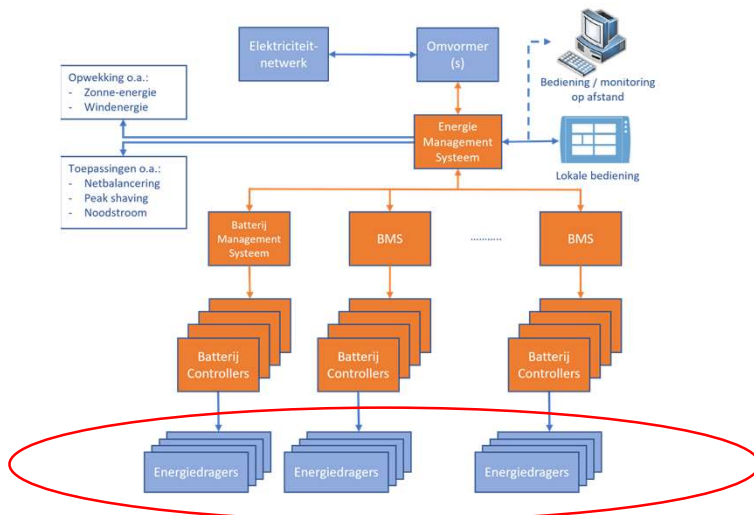 Elektriciteit-
netwerk
Omvormer
(s)
Bediening / monitoring
op afstand
Opwekking o.a.:
- Zonne-energie
- Windenergie
Energie
Management
Systeem
Lokale bediening
Toepassingen o.a.:
- Netbalancering
- Peak shaving
- Noodstroom
Batterij
Management
Systeem
BMS
...........
BMS
Batterij
Controllers
Batterij
Controllers
Batterij
Controllers
Energiedragers
Energiedragers
Energiedragers